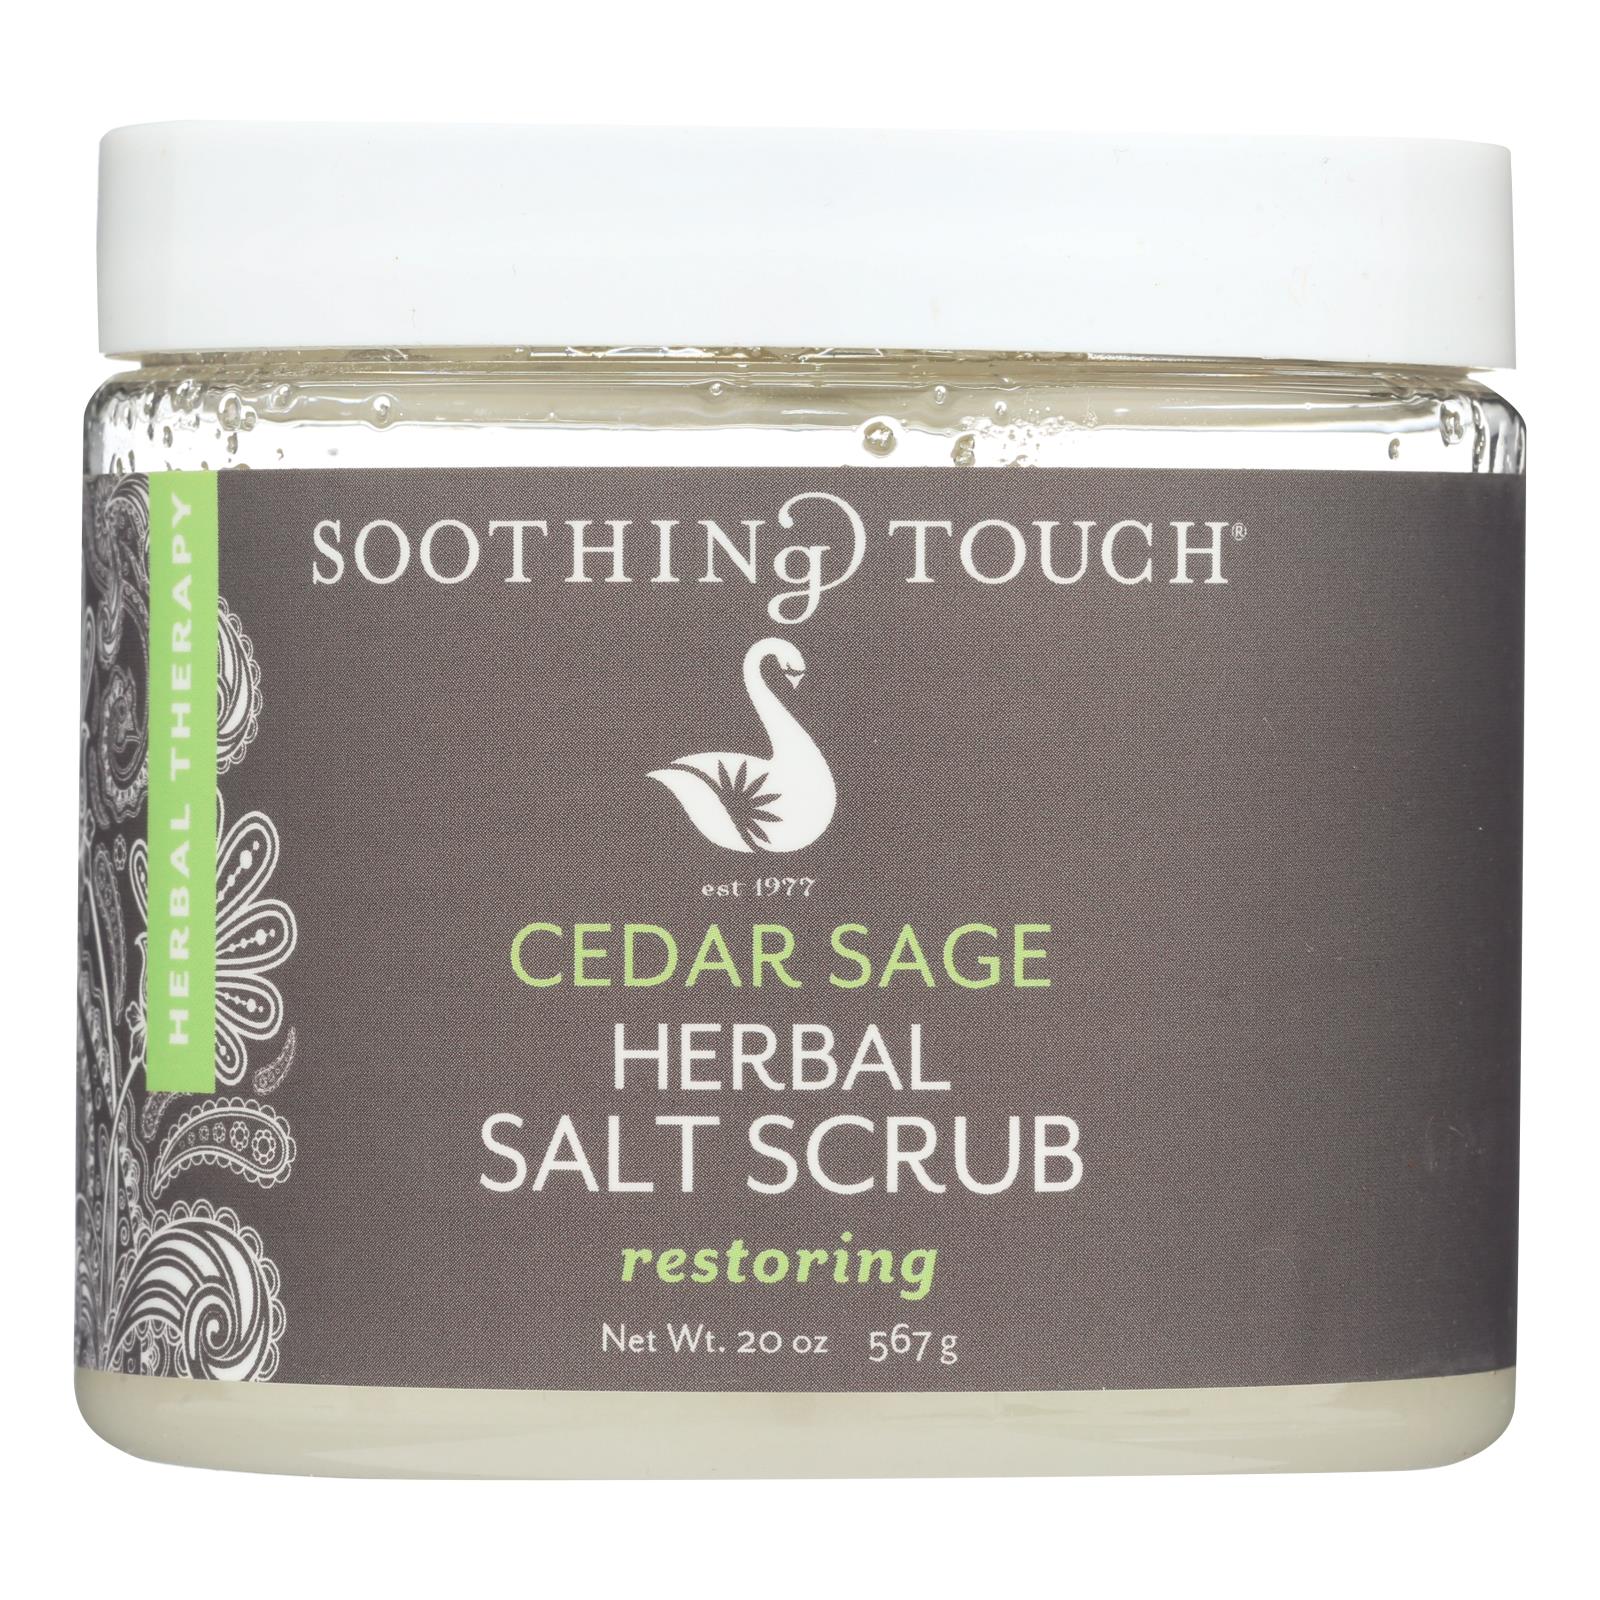 HERBAL THERAPY
SOOTHINg TOUCH®
est 1977
CEDAR SAGE
HERBAL
SALT SCRUB
restoring
Net Wt. 20 oz 567 g